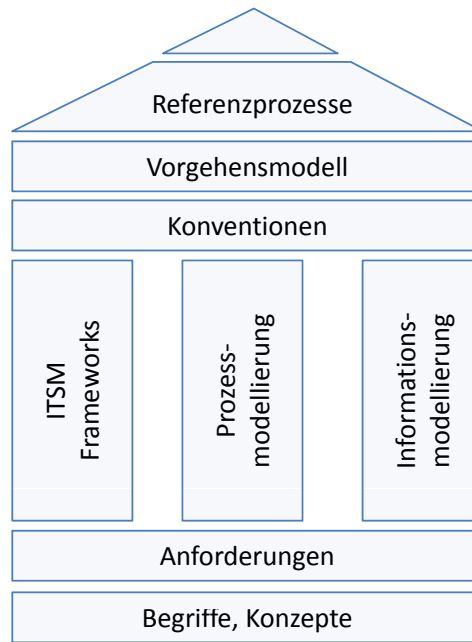 Referenzprozesse
Vorgehensmodell
Konventionen
ITSM
Frameworks
Prozess-
modellierung
Informations-
modellierung
Anforderungen
Begriffe, Konzepte